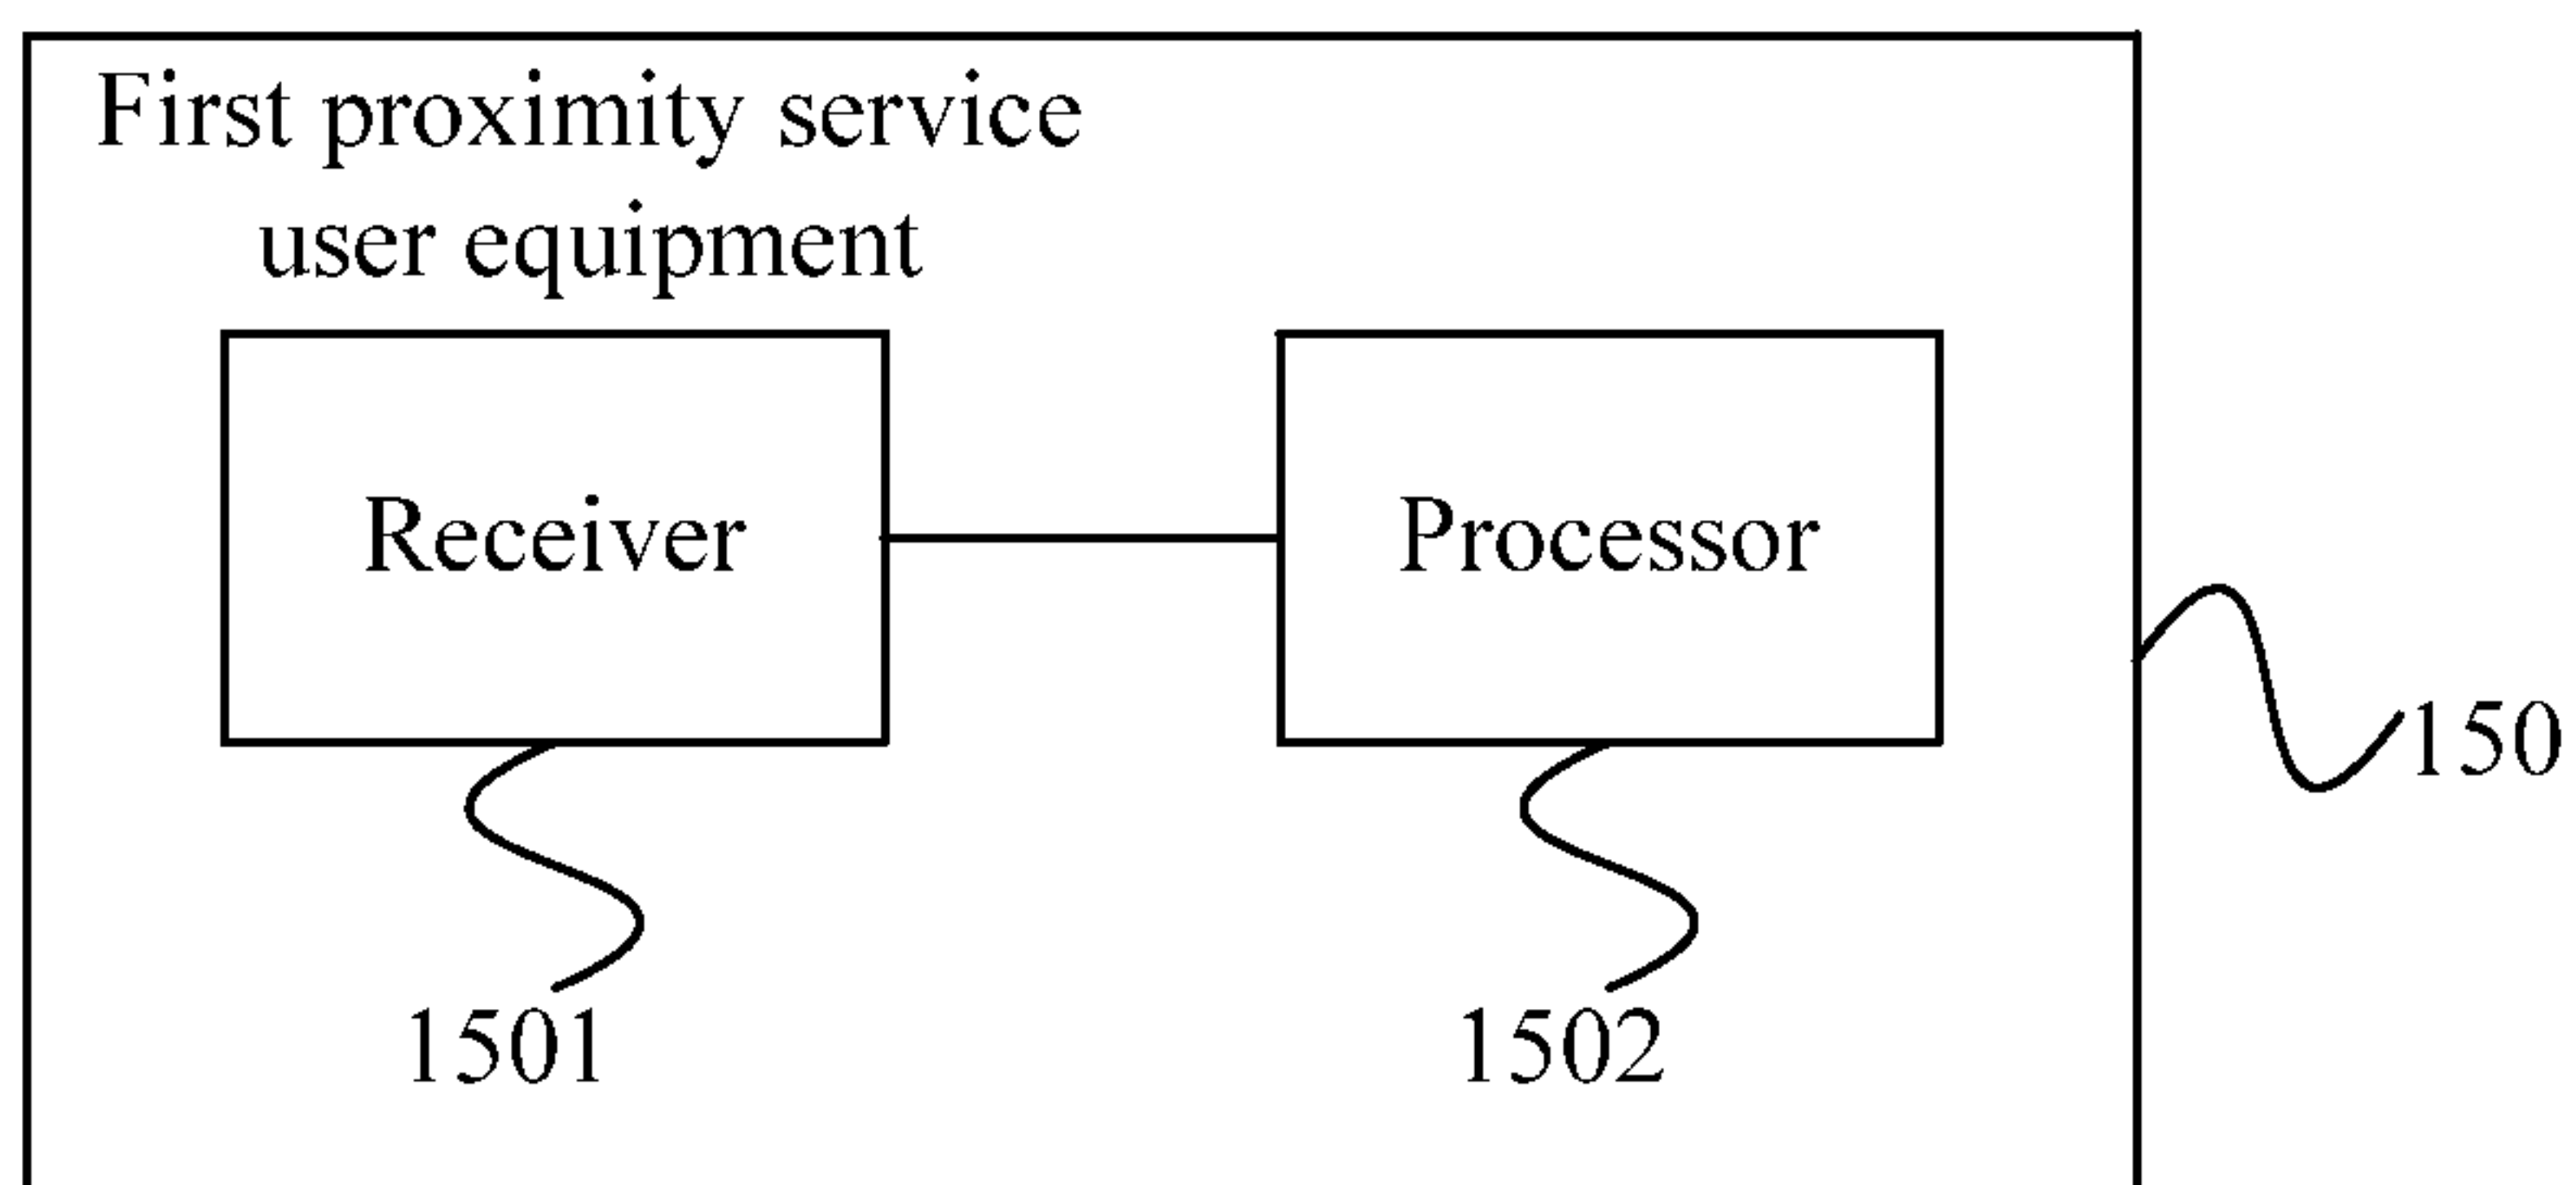 First proximity service
user equipment
Receiver
Processor
150
1501
1502